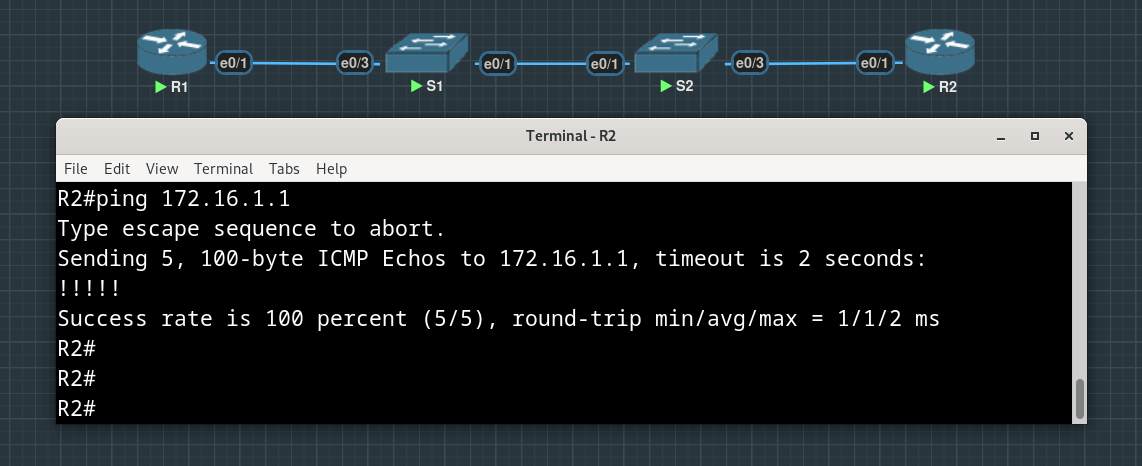 e0/1 e0/3 e0/1 e0/1 e0/3 e0/1
R1 S1 S2 R2
Terminal - R2
File Edit View Terminal Tabs Help
R2#ping 172.16.1.1
Type escape sequence to abort.
Sending 5, 100-byte ICMP Echos to 172.16.1.1, timeout is 2 seconds:
!!!!!
Success rate is 100 percent (5/5), round-trip min/avg/max = 1/1/2 ms
R2#
R2#
R2#